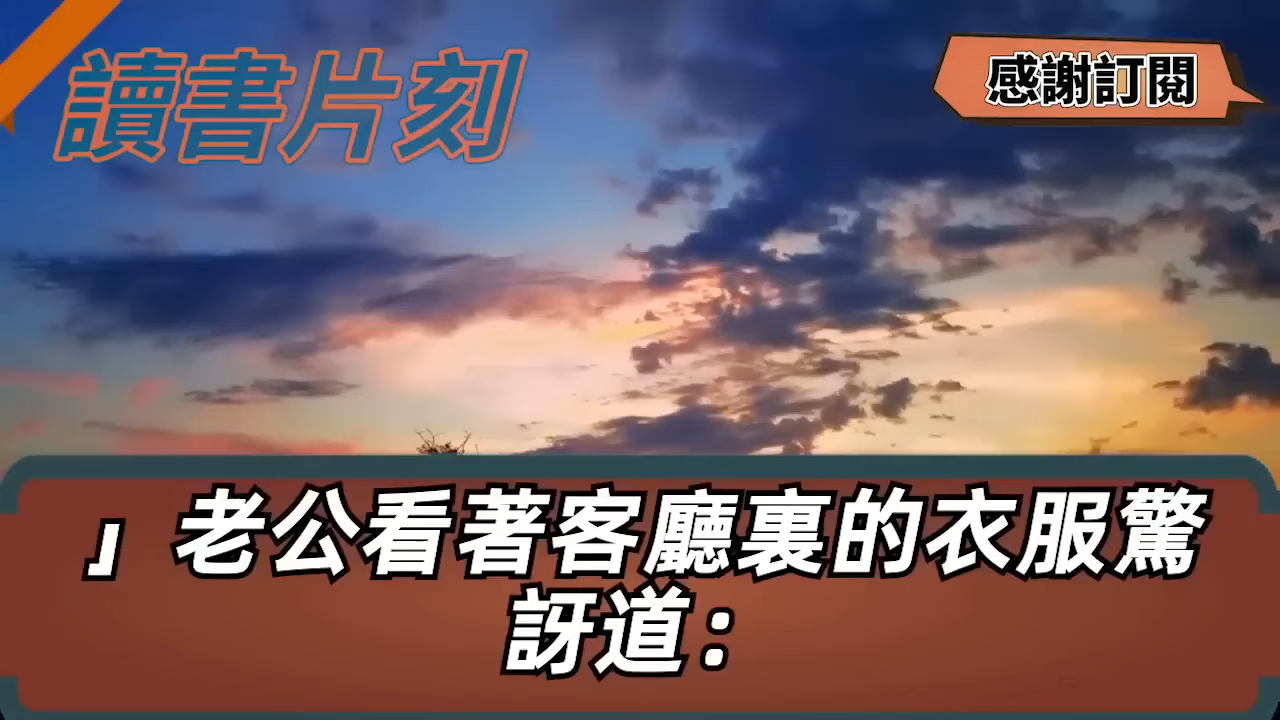 讀書片刻
感謝訂閱
」老公看著客廳裏的衣服驚
訝道：